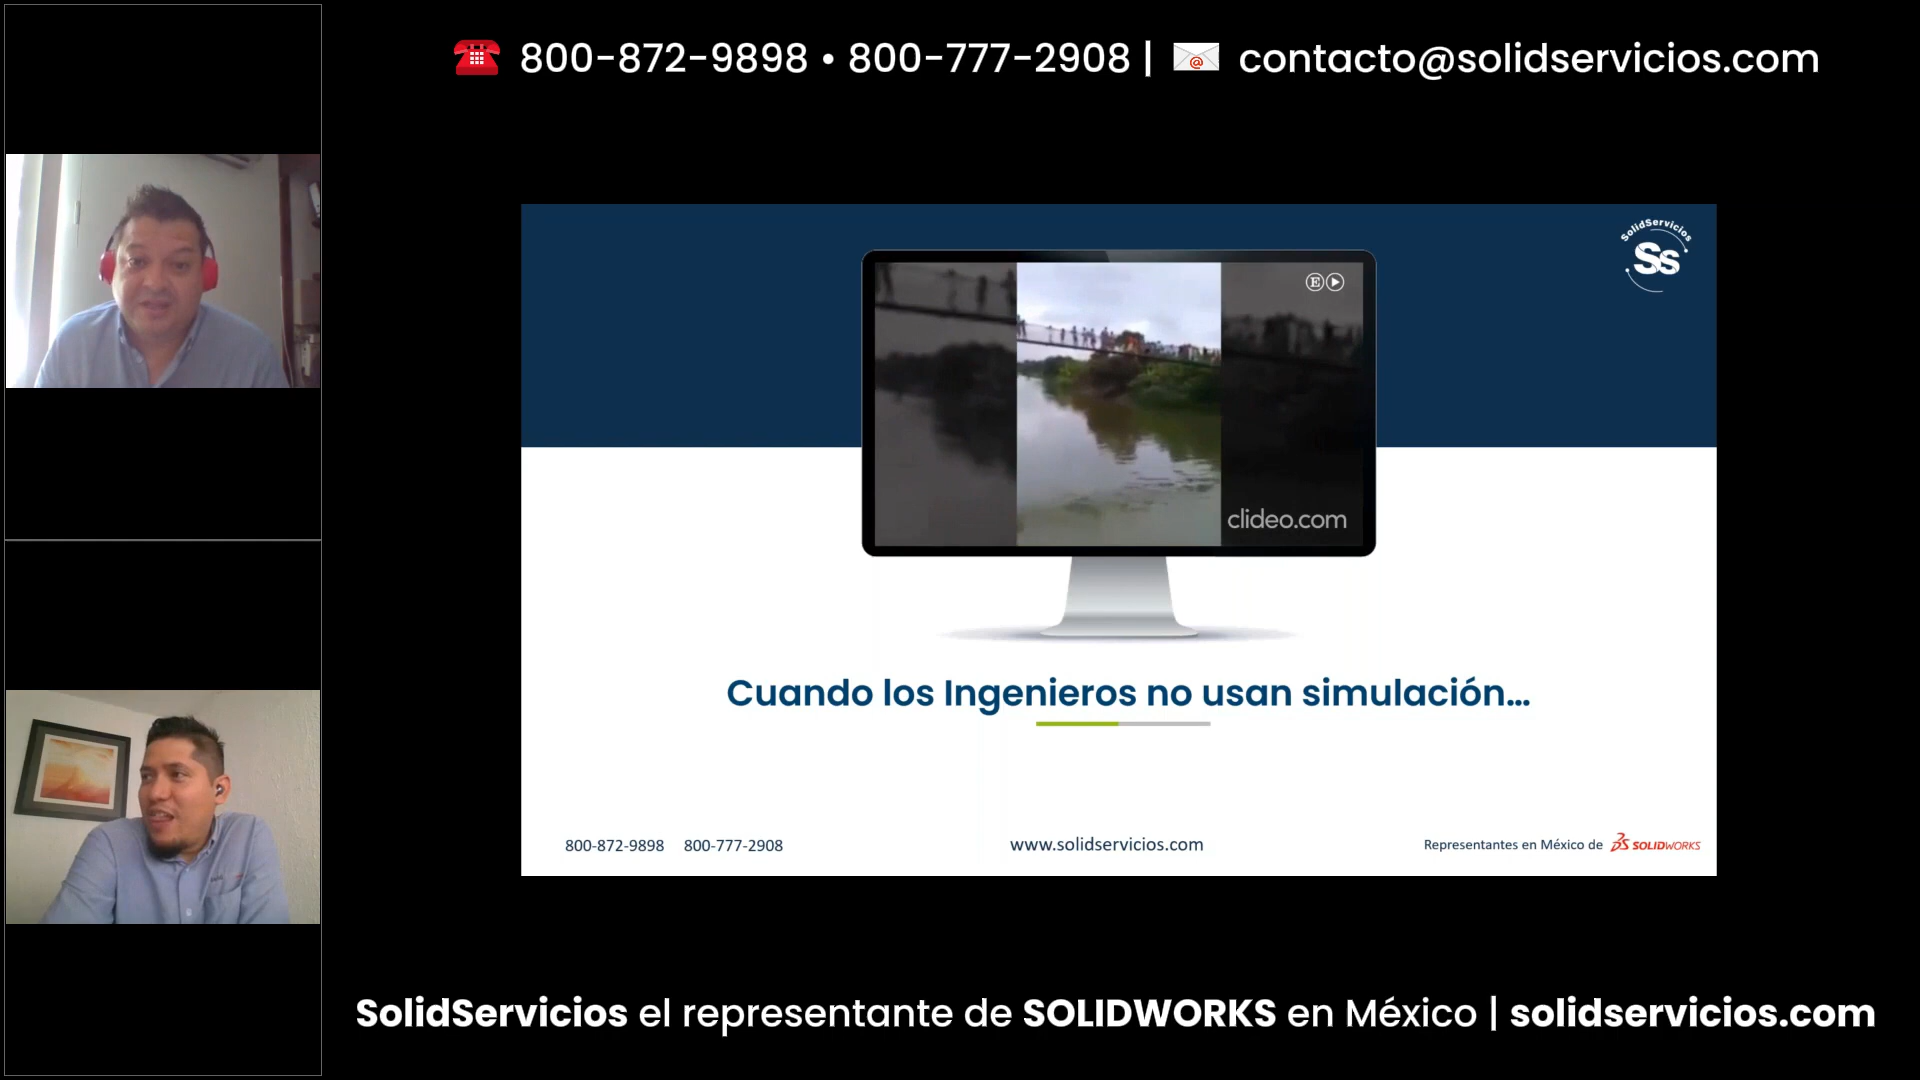 800-872-9898 • 800-777-2908 | contacto@solidservicios.com
SolidServicios
Ss
E
clideo.com
Cuando los Ingenieros no usan simulación...
800-872-9898 800-777-2908
www.solidservicios.com
Representantes en México de SOLIDWORKS
SolidServicios el representante de SOLIDWORKS en México | solidservicios.com